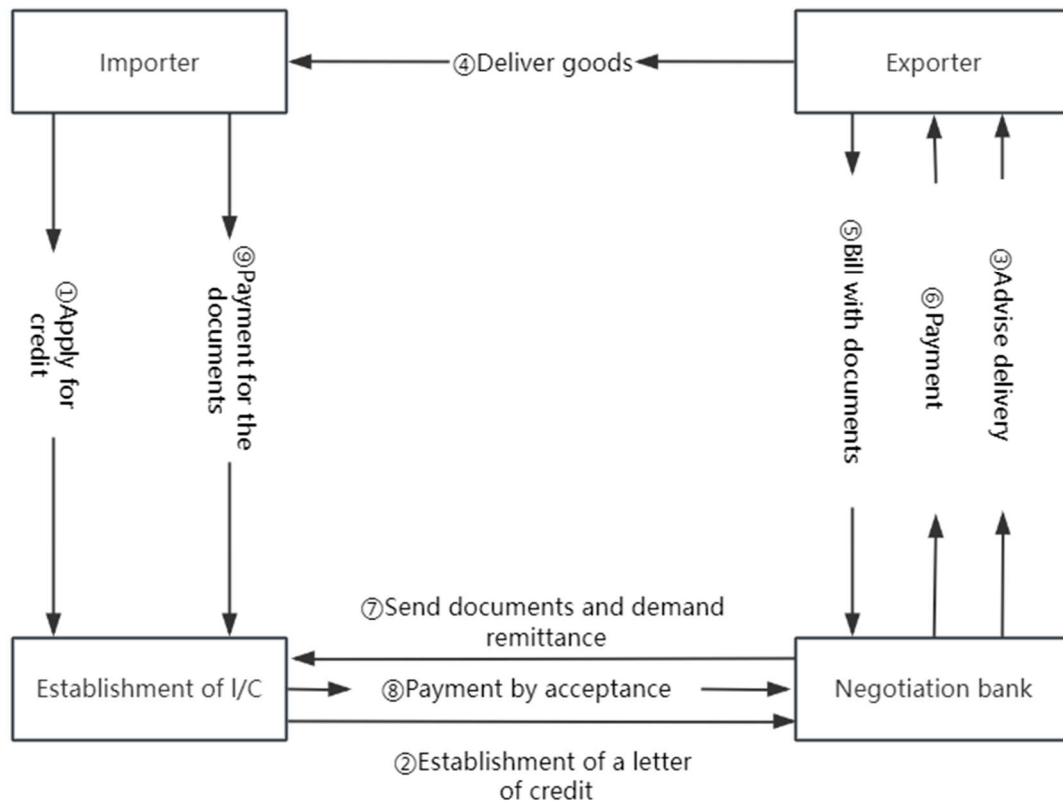 Importer
④Deliver goods
Exporter
①Apply for
credit
⑨Payment for the
documents
⑤Bill with documents
⑥Payment
③Advise delivery
⑦Send documents and demand
remittance
Establishment of l/C
⑧Payment by acceptance
Negotiation bank
②Establishment of a letter
of credit